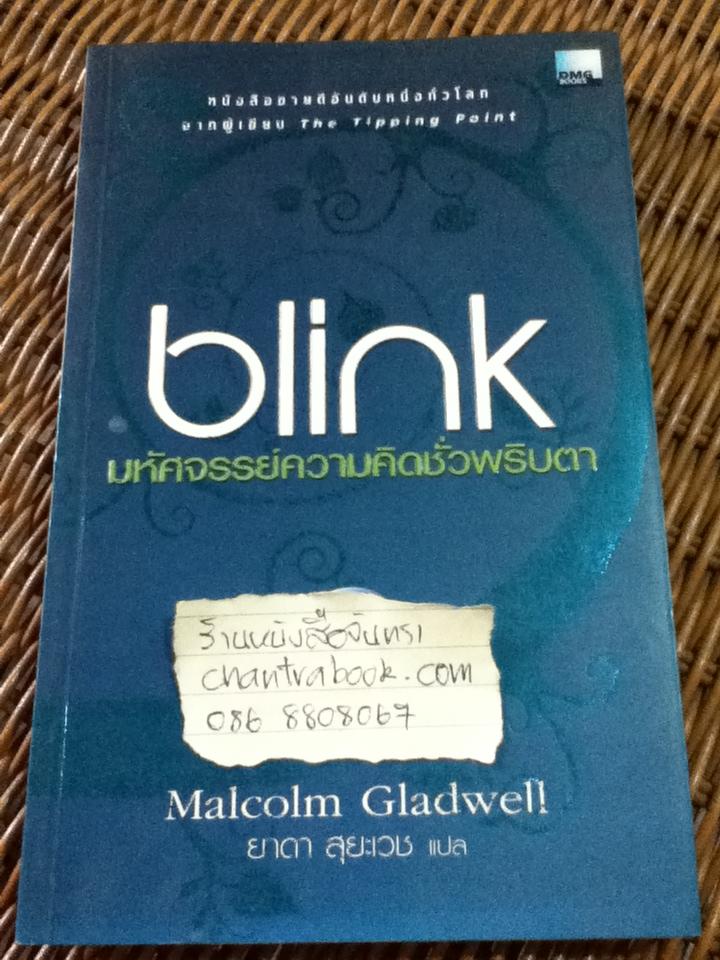 DMG
BOOKS
หนังสือขายดีอันดับหนึ่งทั่วโลก
จากผู้เขียน The Tipping Point
blink
มหัศจรรย์ความคิดชั่วพริบตา
ร้านหนังสือจันทรา
chantrabook.com
086 8808067
Malcolm Gladwell
ยาดา สุยะเวช แปล